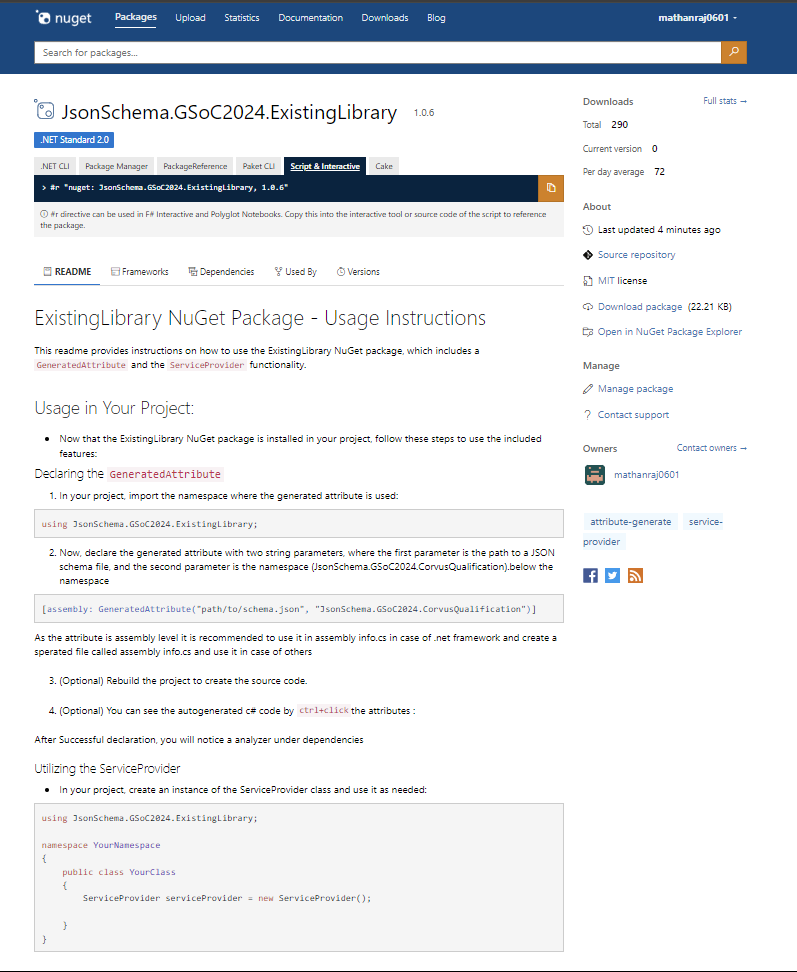 nuget
Packages Upload Statistics Documentation Downloads Blog
mathanraj0601
Search for packages...
JsonSchema.GSoC2024.ExistingLibrary 1.0.6
.NET Standard 2.0
.NET CLI Package Manager PackageReference Paket CLI Script & Interactive Cake
> #r "nuget: JsonSchema.GSoC2024.ExistingLibrary, 1.0.6"
#r directive can be used in F# Interactive and Polyglot Notebooks. Copy this into the interactive tool or source code of the script to reference
the package.
README Frameworks Dependencies Used By Versions
ExistingLibrary NuGet Package - Usage Instructions
This readme provides instructions on how to use the ExistingLibrary NuGet package, which includes a
GeneratedAttribute and the ServiceProvider functionality.
Usage in Your Project:
Now that the ExistingLibrary NuGet package is installed in your project, follow these steps to use the included
features:
Declaring the GeneratedAttribute
1. In your project, import the namespace where the generated attribute is used:
using JsonSchema.GSoC2024.ExistingLibrary;
2. Now, declare the generated attribute with two string parameters, where the first parameter is the path to a JSON
schema file, and the second parameter is the namespace (JsonSchema.GSoC2024.CorvusQualification).below the
namespace
[assembly: GeneratedAttribute("path/to/schema.json", "JsonSchema.GSoC2024.CorvusQualification")]
As the attribute is assembly level it is recommended to use it in assembly info.cs in case of .net framework and create a
sperated file called assembly info.cs and use it in case of others
3. (Optional) Rebuild the project to create the source code.
4. (Optional) You can see the autogenerated c# code by ctrl+click the attributes :
After Successful declaration, you will notice a analyzer under dependencies
Utilizing the ServiceProvider
In your project, create an instance of the ServiceProvider class and use it as needed:
using JsonSchema.GSoC2024.ExistingLibrary;
namespace YourNamespace
{
public class YourClass
{
ServiceProvider serviceProvider = new ServiceProvider();
}
}
Downloads Full stats →
Total 290
Current version 0
Per day average 72
About
Last updated 4 minutes ago
Source repository
MIT license
Download package (22.21 KB)
Open in NuGet Package Explorer
Manage
Manage package
? Contact support
Owners Contact owners →
mathanraj0601
attribute-generate service-
provider